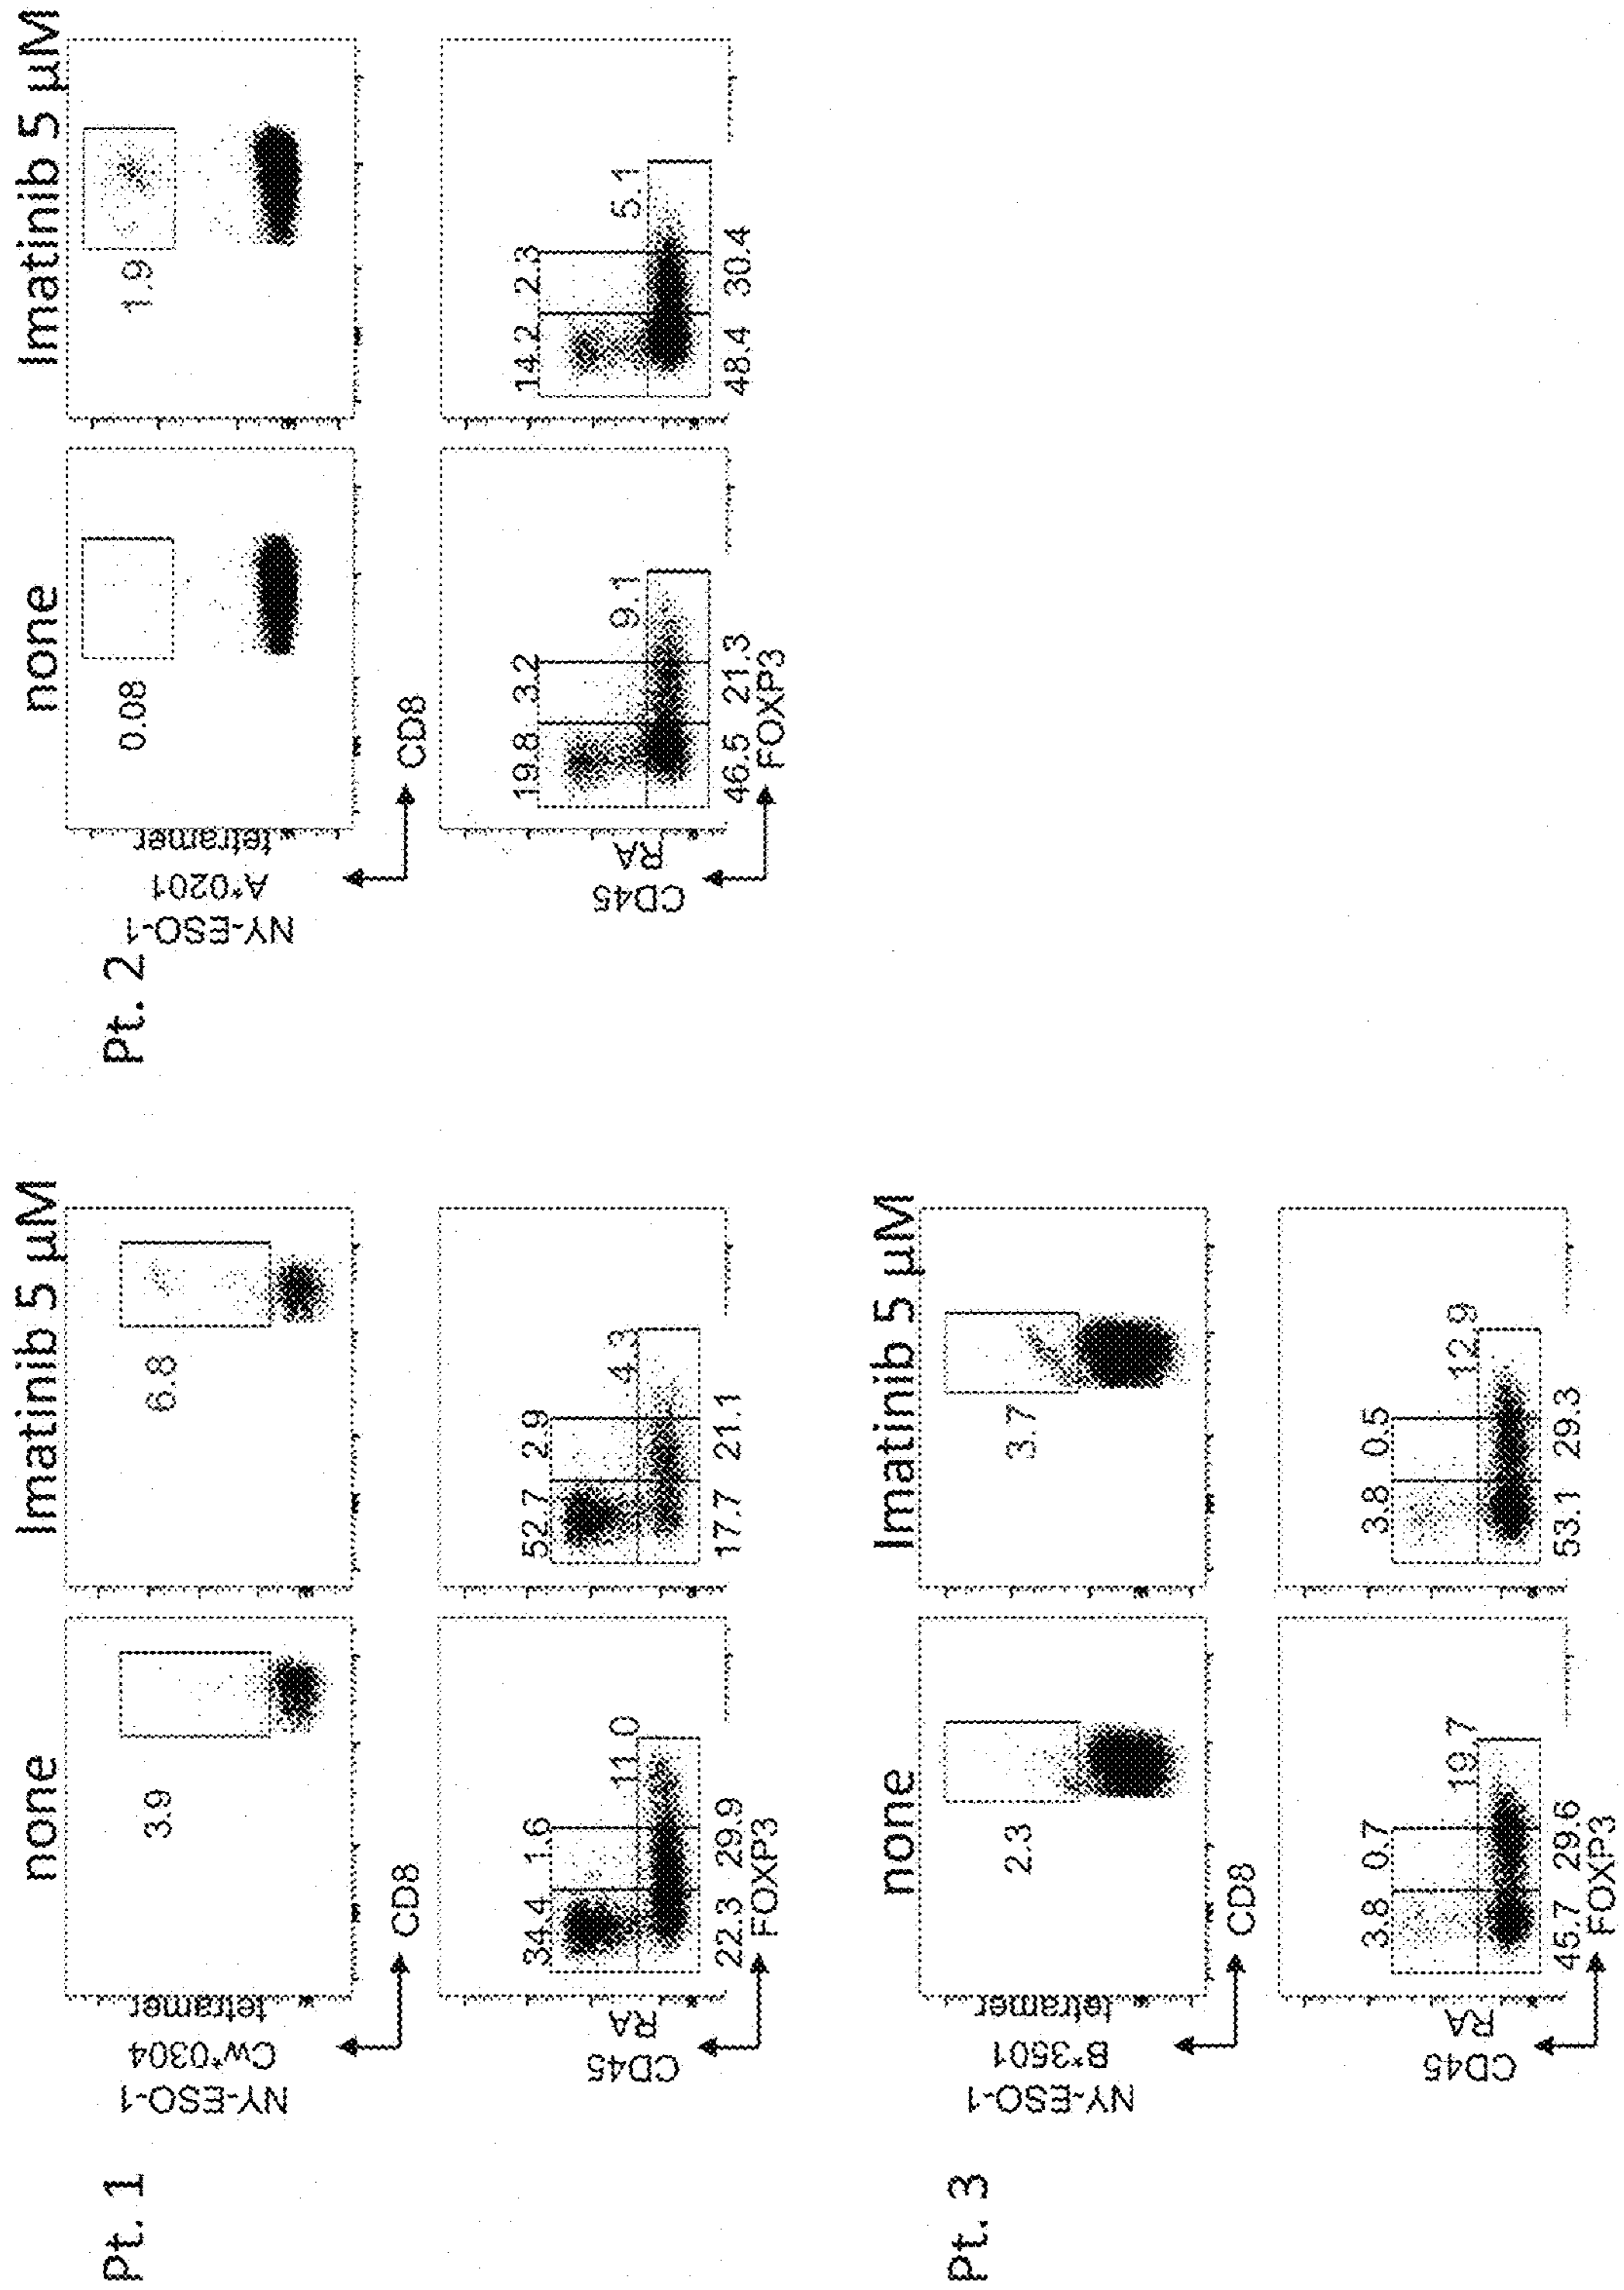 Pt. 1
none
Imatinib 5 µM
NY-ESO-1
Cw*0304
tetramer
3.9
6.8
CD8
CD45
RA
34.4 1.6
11.0
22.3 29.9
52.7 2.9
4.3
17.7 21.1
FOXP3
Pt. 2
none
Imatinib 5 µM
NY-ESO-1
A*0201
tetramer
0.08
1.9
CD8
CD45
RA
19.8 3.2
9.1
46.5 21.3
14.2 2.3
5.1
48.4 30.4
FOXP3
Pt. 3
none
Imatinib 5 µM
NY-ESO-1
B*3501
tetramer
2.3
3.7
CD8
CD45
RA
3.8 0.7
19.7
45.7 29.6
3.8 0.5
12.9
53.1 29.3
FOXP3